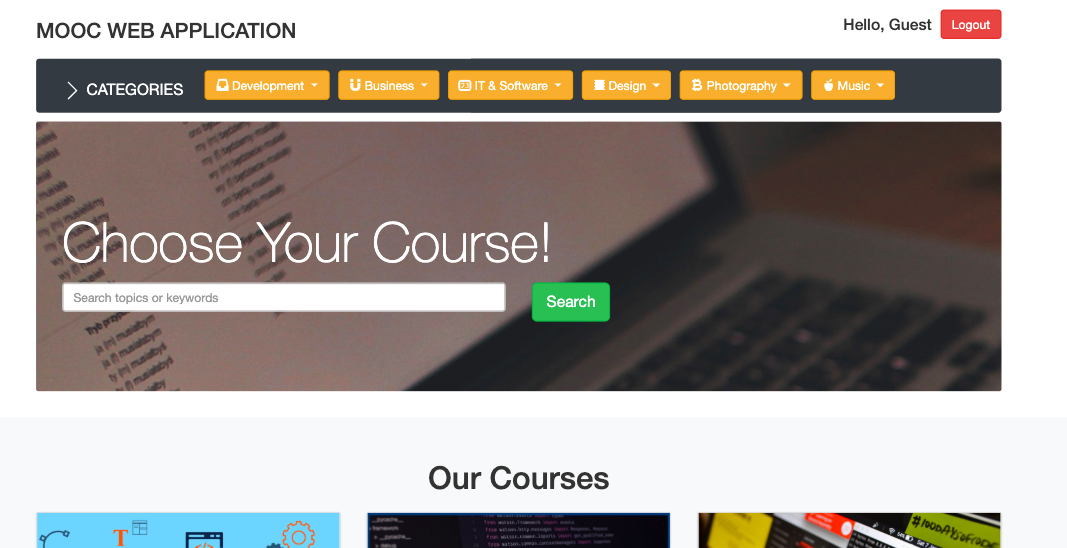 MOOC WEB APPLICATION
Hello, Guest
Logout
CATEGORIES
Development
Business
IT & Software
Design
Photography
Music
Choose Your Course!
Search topics or keywords
Search
Our Courses
T